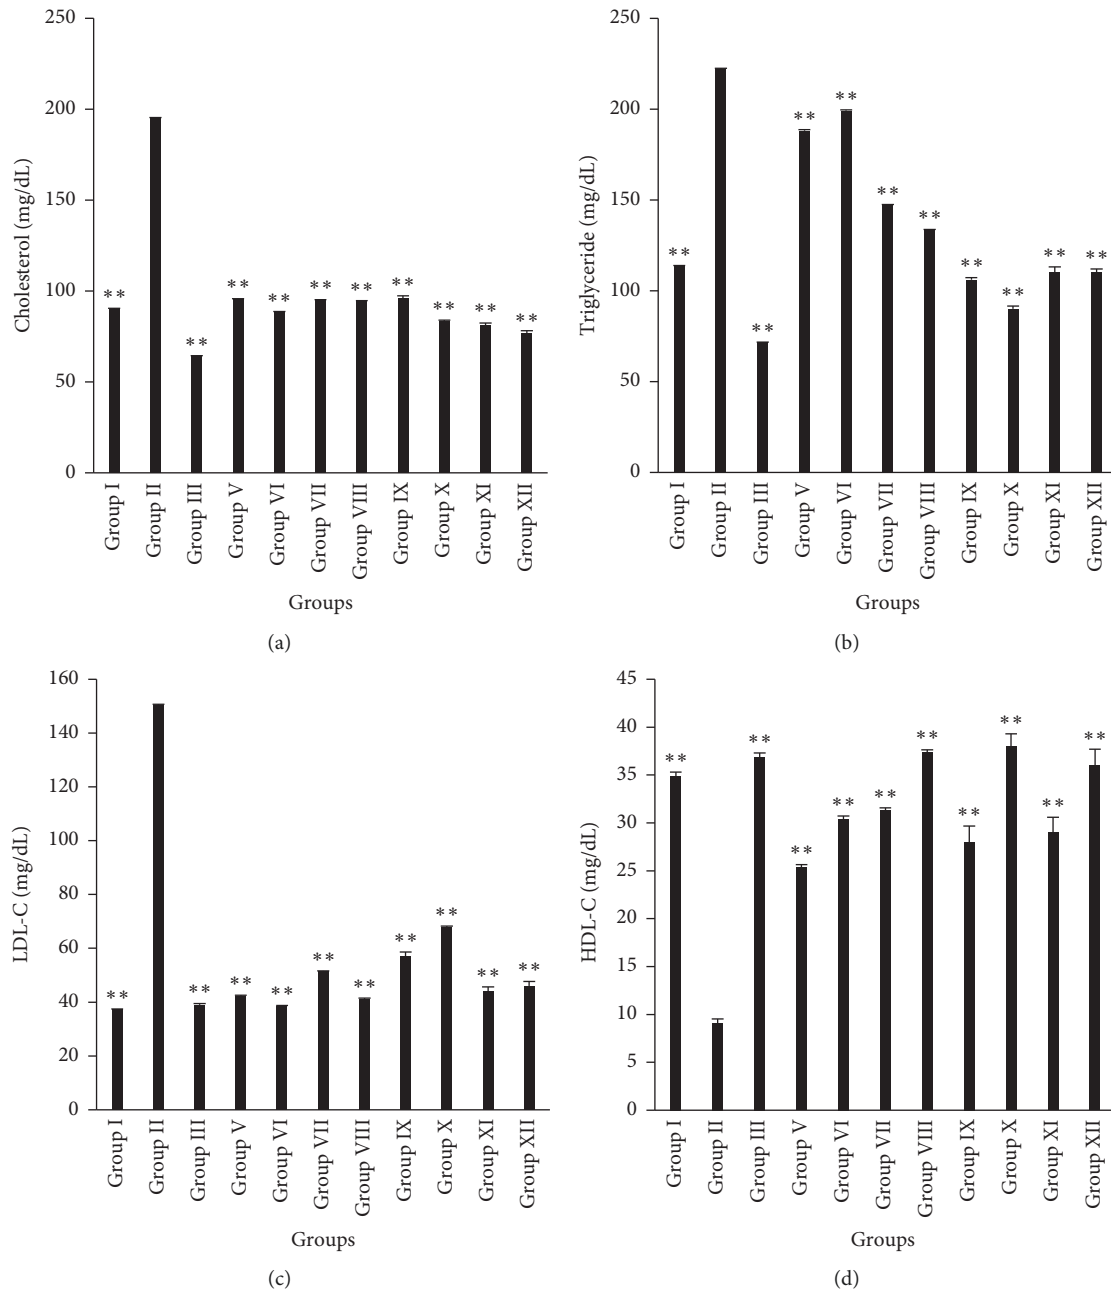 250
200
150
100
50
0
Cholesterol (mg/dL)
**
**
**
**
**
**
**
**
**
**
Group I
Group II
Group III
Group V
Group VI
Group VII
Group VIII
Group IX
Group X
Group XI
Group XII
Groups
(a)
250
200
150
100
50
0
Triglyceride (mg/dL)
**
**
**
**
**
**
**
**
**
**
Group I
Group II
Group III
Group V
Group VI
Group VII
Group VIII
Group IX
Group X
Group XI
Group XII
Groups
(b)
160
140
120
100
80
60
40
20
0
LDL-C (mg/dL)
**
**
**
**
**
**
**
**
**
**
Group I
Group II
Group III
Group V
Group VI
Group VII
Group VIII
Group IX
Group X
Group XI
Group XII
Groups
(c)
45
40
35
30
25
20
15
10
5
0
HDL-C (mg/dL)
**
**
**
**
**
**
**
**
**
**
Group I
Group II
Group III
Group V
Group VI
Group VII
Group VIII
Group IX
Group X
Group XI
Group XII
Groups
(d)